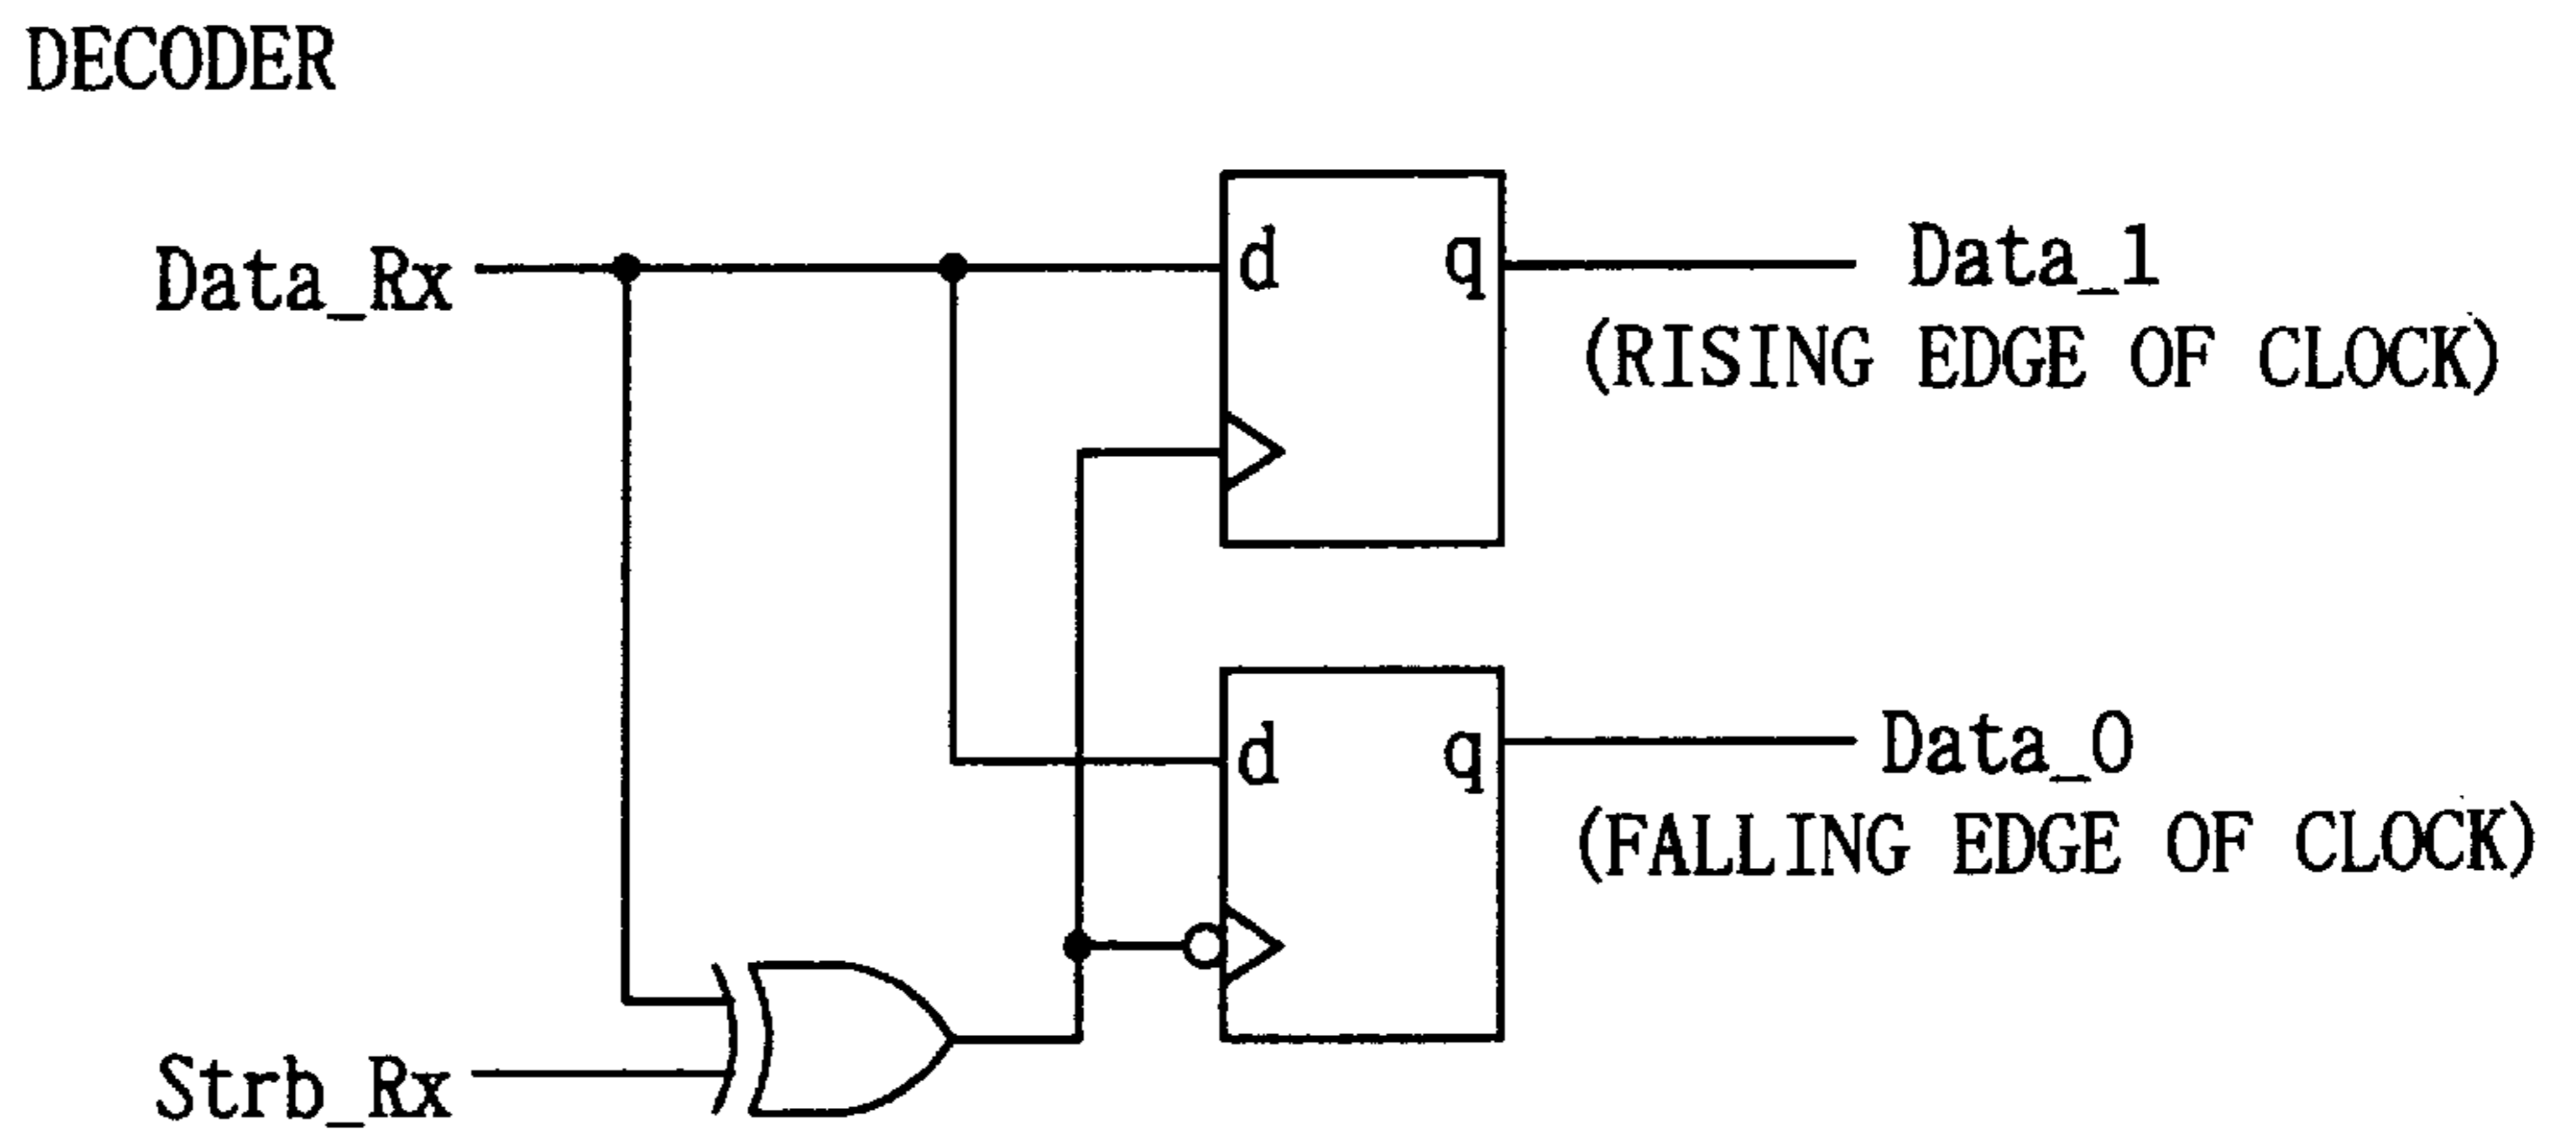 DECODER
Data_Rx
d
q
Data_1
(RISING EDGE OF CLOCK)
d
q
Data_0
(FALLING EDGE OF CLOCK)
Strb_Rx